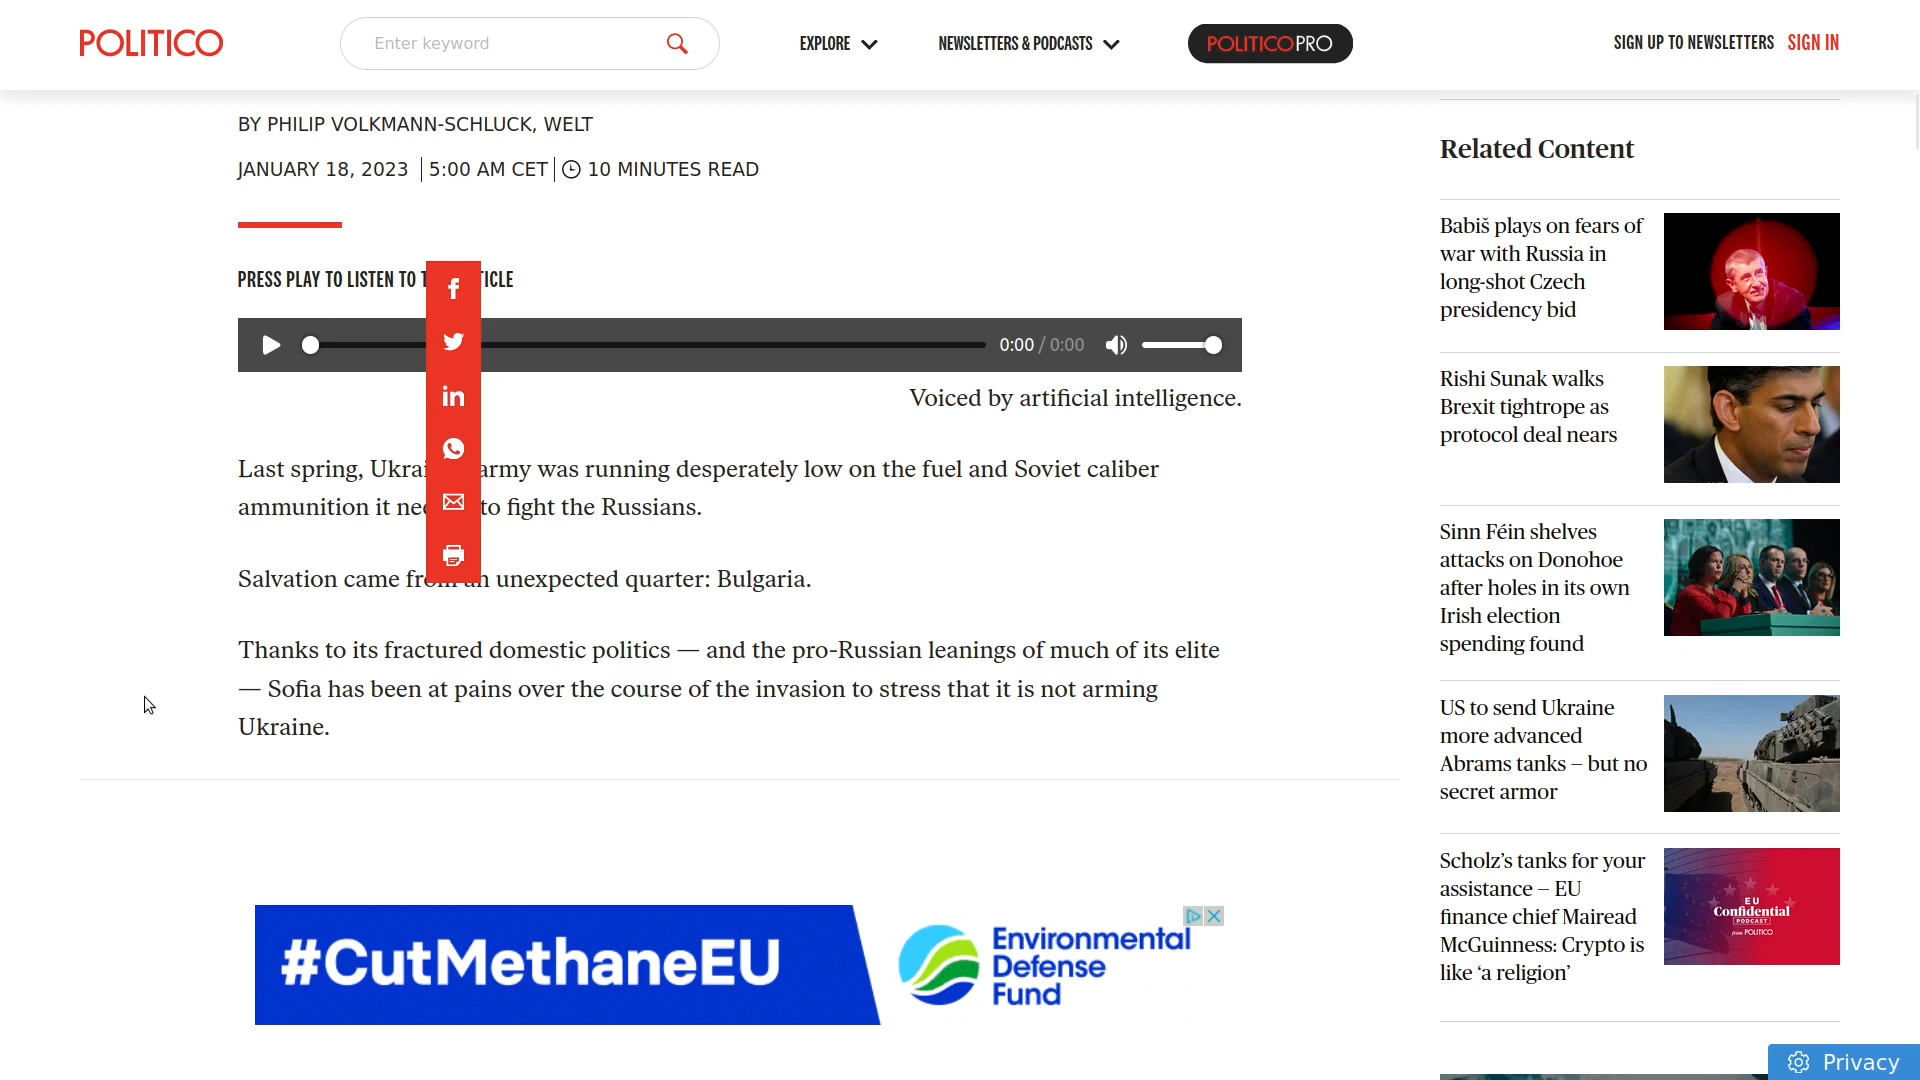 POLITICO
Enter keyword
EXPLORE
NEWSLETTERS & PODCASTS
POLITICOPRO
SIGN UP TO NEWSLETTERS
SIGN IN
BY PHILIP VOLKMANN-SCHLUCK, WELT
JANUARY 18, 2023 5:00 AM CET 10 MINUTES READ
PRESS PLAY TO LISTEN TO
0:00 / 0:00
Voiced by artificial intelligence.
Last spring, army was running desperately low on the fuel and Soviet caliber
ammunition it to fight the Russians.
Salvation came from an unexpected quarter: Bulgaria.
Thanks to its fractured domestic politics — and the pro-Russian leanings of much of its elite
— Sofia has been at pains over the course of the invasion to stress that it is not arming
Ukraine.
#CutMethaneEU
Environmental
Defense
Fund
Related Content
Babiš plays on fears of
war with Russia in
long-shot Czech
presidency bid
Rishi Sunak walks
Brexit tightrope as
protocol deal nears
Sinn Féin shelves
attacks on Donohoe
after holes in its own
Irish election
spending found
US to send Ukraine
more advanced
Abrams tanks – but no
secret armor
Scholz’s tanks for your
assistance – EU
finance chief Mairead
McGuinness: Crypto is
like ‘a religion’
EU
Confidential
PODCAST
from POLITICO
Privacy